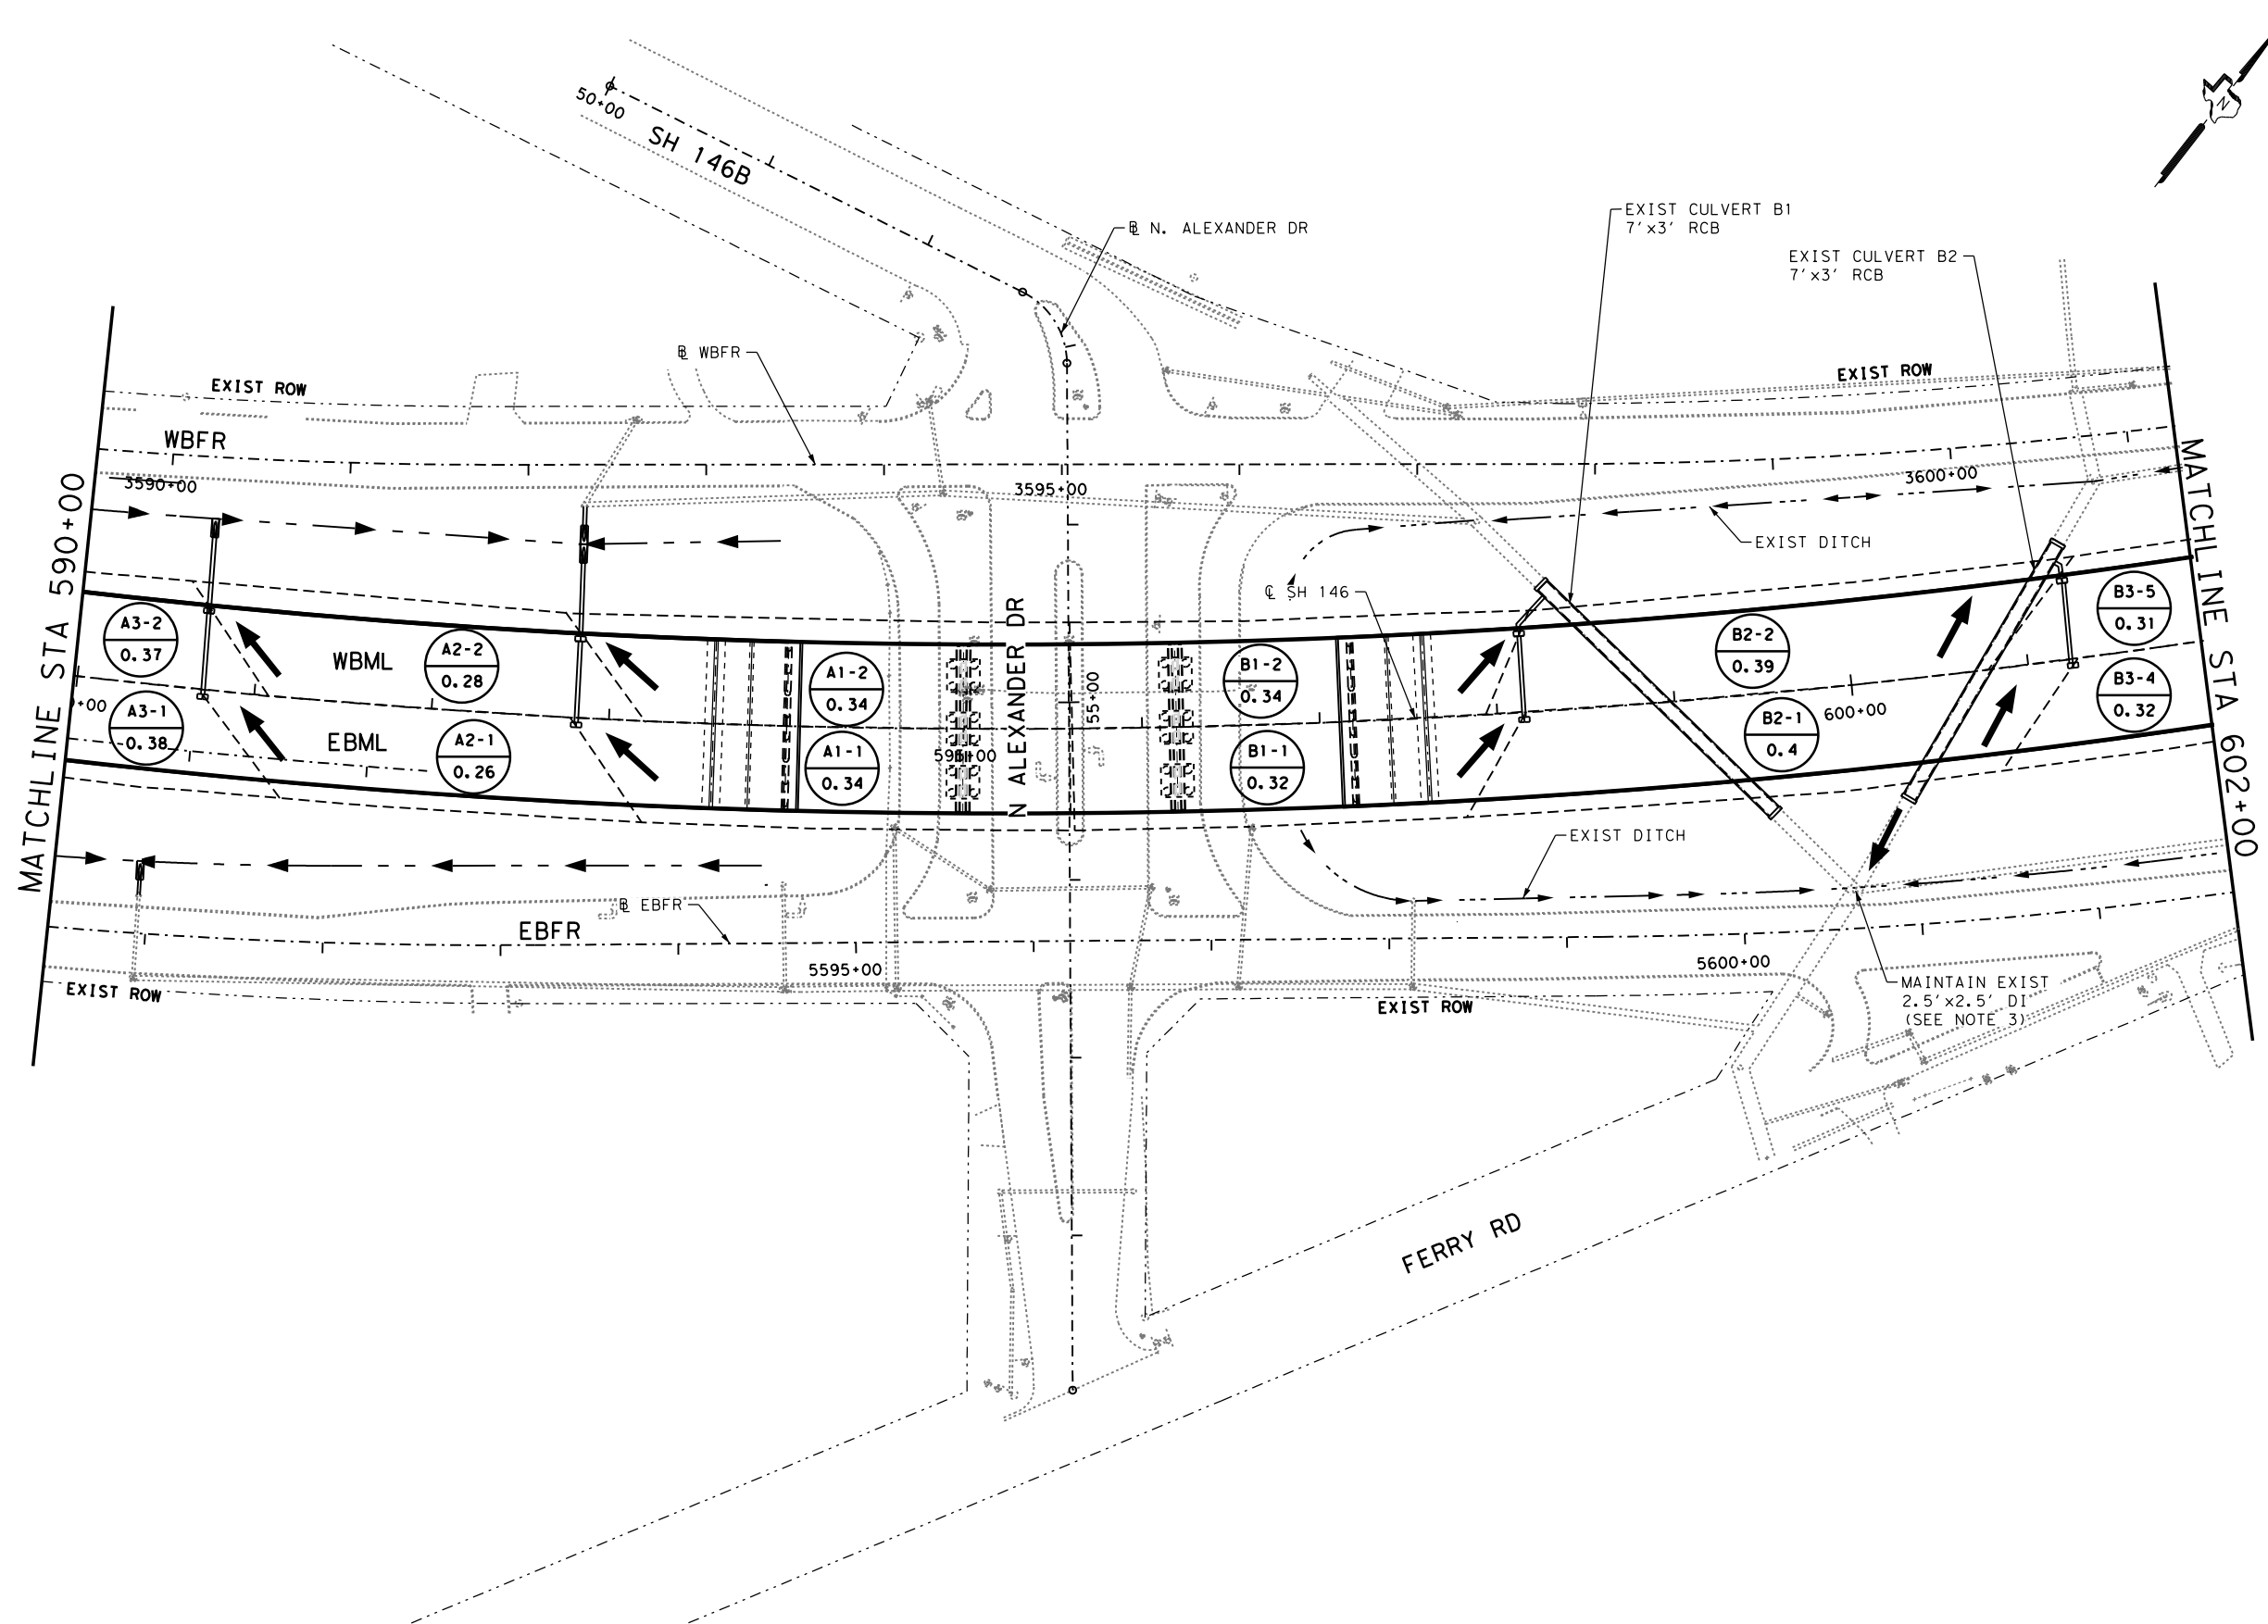 50+00
SH 146B
N
EXIST CULVERT B1
7'x3' RCB
℄ N. ALEXANDER DR
EXIST CULVERT B2
7'x3' RCB
℄ WBFR
EXIST ROW
EXIST ROW
WBFR
3590+00
3595+00
3600+00
EXIST DITCH
MATCHLINE STA 590+00
MATCHLINE STA 602+00
℄ SH 146
A3-2
0.37
WBML
A2-2
0.28
A1-2
0.34
N ALEXANDER DR
55+00
B1-2
0.34
B2-2
0.39
B3-5
0.31
+00
A3-1
0.38
EBML
A2-1
0.26
A1-1
0.34
595+00
B1-1
0.32
B2-1
0.4
600+00
B3-4
0.32
EXIST DITCH
℄ EBFR
EBFR
5595+00
5600+00
EXIST ROW
EXIST ROW
MAINTAIN EXIST
2.5'x2.5' DI
(SEE NOTE 3)
FERRY RD